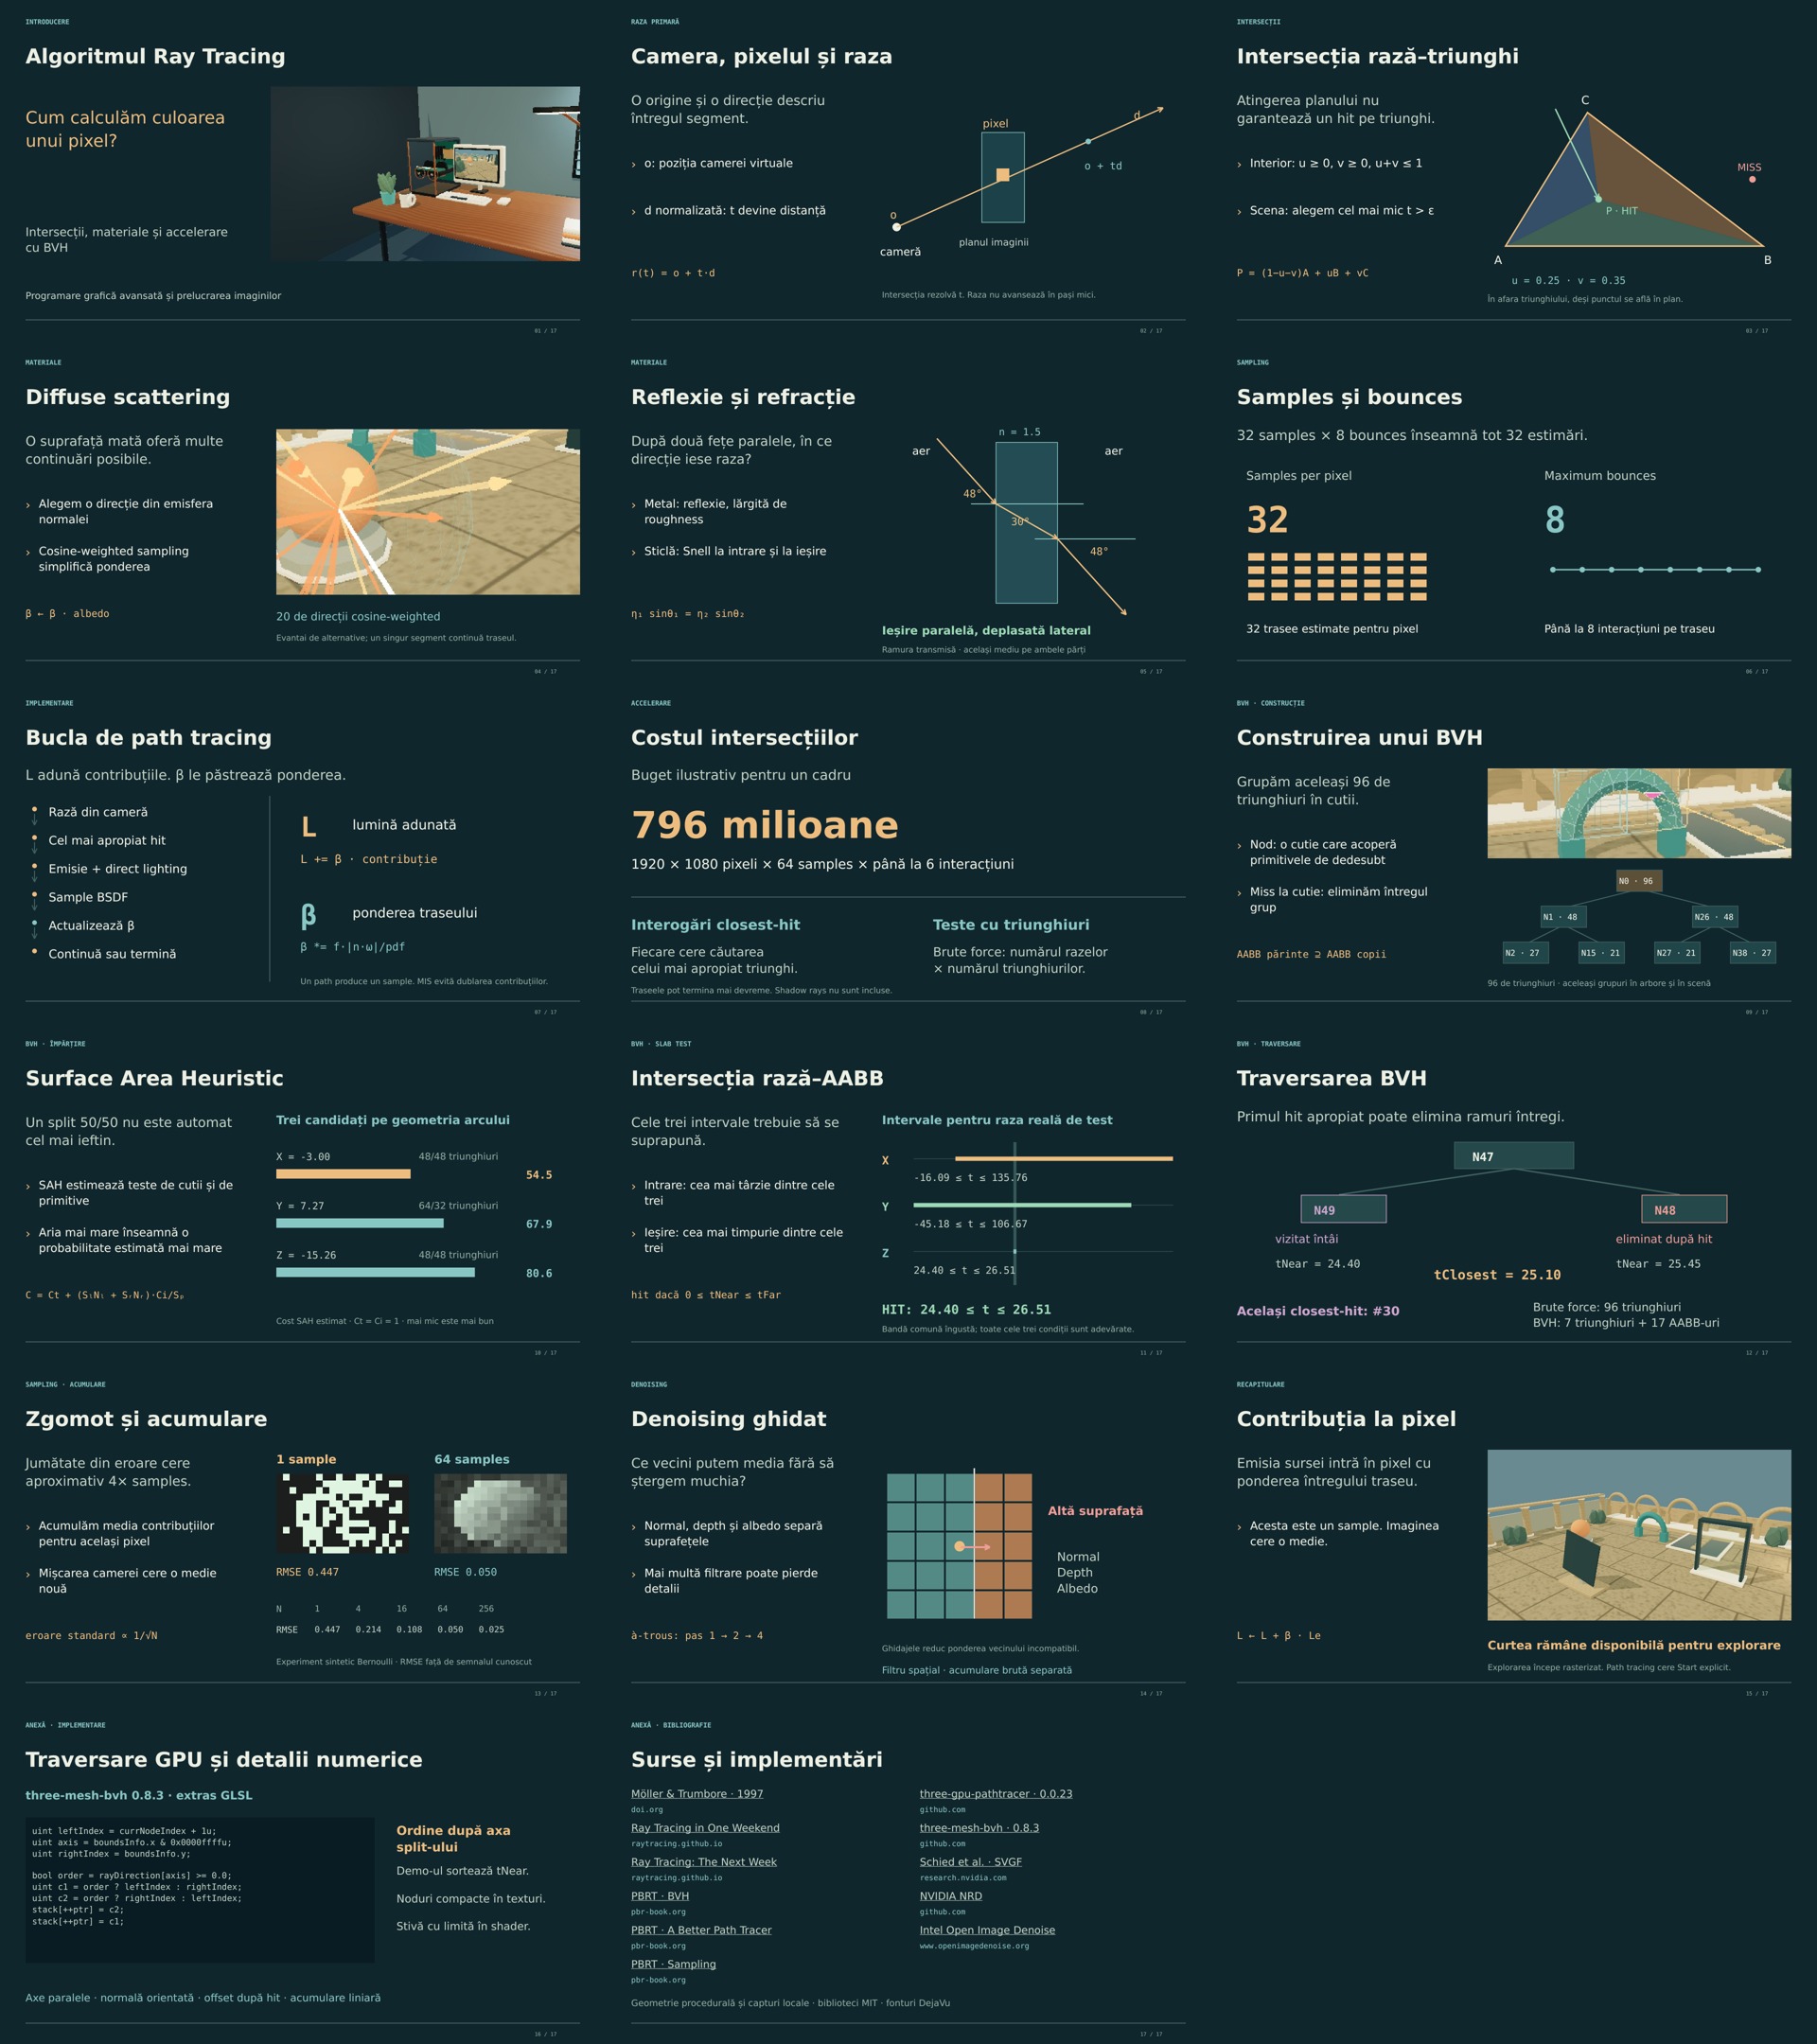 INTRODUCERE
Algoritmul Ray Tracing
Cum calculăm culoarea
unui pixel?
Intersecții, materiale și accelerare
cu BVH
Programare grafică avansată și prelucrarea imaginilor
01 / 17
RAZA PRIMARĂ
Camera, pixelul și raza
O origine și o direcție descriu
întregul segment.
› o: poziția camerei virtuale
› d normalizată: t devine distanță
r(t) = o + t·d
pixel
d
o + td
o
cameră
planul imaginii
Intersecția rezolvă t. Raza nu avansează în pași mici.
02 / 17
INTERSECȚII
Intersecția rază–triunghi
Atingerea planului nu
garantează un hit pe triunghi.
› Interior: u ≥ 0, v ≥ 0, u+v ≤ 1
› Scena: alegem cel mai mic t > ε
P = (1−u−v)A + uB + vC
C
MISS
P · HIT
A
B
u = 0.25 · v = 0.35
În afara triunghiului, deși punctul se află în plan.
03 / 17
MATERIALE
Diffuse scattering
O suprafață mată oferă multe
continuări posibile.
› Alegem o direcție din emisfera
normalei
› Cosine-weighted sampling
simplifică ponderea
β ← β · albedo
20 de direcții cosine-weighted
Evantai de alternative; un singur segment continuă traseul.
04 / 17
MATERIALE
Reflexie și refracție
După două fețe paralele, în ce
direcție iese raza?
› Metal: reflexie, lărgită de
roughness
› Sticlă: Snell la intrare și la ieșire
η₁ sinθ₁ = η₂ sinθ₂
n = 1.5
aer
aer
48°
30°
48°
Ieșire paralelă, deplasată lateral
Ramura transmisă · același mediu pe ambele părți
05 / 17
SAMPLING
Samples și bounces
32 samples × 8 bounces înseamnă tot 32 estimări.
Samples per pixel
32
32 trasee estimate pentru pixel
Maximum bounces
8
Până la 8 interacțiuni pe traseu
06 / 17
IMPLEMENTARE
Bucla de path tracing
L adună contribuțiile. β le păstrează ponderea.
Rază din cameră
Cel mai apropiat hit
Emisie + direct lighting
Sample BSDF
Actualizează β
Continuă sau termină
L lumină adunată
L += β · contribuție
β ponderea traseului
β *= f·|n·ω|/pdf
Un path produce un sample. MIS evită dublarea contribuțiilor.
07 / 17
ACCELERARE
Costul intersecțiilor
Buget ilustrativ pentru un cadru
796 milioane
1920 × 1080 pixeli × 64 samples × până la 6 interacțiuni
Interogări closest-hit
Fiecare cere căutarea
celui mai apropiat triunghi.
Teste cu triunghiuri
Brute force: numărul razelor
× numărul triunghiurilor.
Traseele pot termina mai devreme. Shadow rays nu sunt incluse.
08 / 17
BVH · CONSTRUCȚIE
Construirea unui BVH
Grupăm aceleași 96 de
triunghiuri în cutii.
› Nod: o cutie care acoperă
primitivele de dedesubt
› Miss la cutie: eliminăm întregul
grup
AABB părinte ⊇ AABB copii
N0 · 96
N1 · 48
N26 · 48
N2 · 27
N15 · 21
N27 · 21
N38 · 27
96 de triunghiuri · aceleași grupuri în arbore și în scenă
09 / 17
BVH · ÎMPĂRȚIRE
Surface Area Heuristic
Un split 50/50 nu este automat
cel mai ieftin.
› SAH estimează teste de cutii și de
primitive
› Aria mai mare înseamnă o
probabilitate estimată mai mare
C = Ct + (SₗNₗ + SᵣNᵣ)·Ci/Sₚ
Trei candidați pe geometria arcului
X = -3.00 48/48 triunghiuri
54.5
Y = 7.27 64/32 triunghiuri
67.9
Z = -15.26 48/48 triunghiuri
80.6
Cost SAH estimat · Ct = Ci = 1 · mai mic este mai bun
10 / 17
BVH · SLAB TEST
Intersecția rază–AABB
Cele trei intervale trebuie să se
suprapună.
› Intrare: cea mai târzie dintre cele
trei
› Ieșire: cea mai timpurie dintre cele
trei
hit dacă 0 ≤ tNear ≤ tFar
Intervale pentru raza reală de test
X
-16.09 ≤ t ≤ 135.76
Y
-45.18 ≤ t ≤ 106.67
Z
24.40 ≤ t ≤ 26.51
HIT: 24.40 ≤ t ≤ 26.51
Bandă comună îngustă; toate cele trei condiții sunt adevărate.
11 / 17
BVH · TRAVERSARE
Traversarea BVH
Primul hit apropiat poate elimina ramuri întregi.
N47
N49
N48
vizitat întâi
eliminat după hit
tNear = 24.40
tNear = 25.45
tClosest = 25.10
Același closest-hit: #30
Brute force: 96 triunghiuri
BVH: 7 triunghiuri + 17 AABB-uri
12 / 17
SAMPLING · ACUMULARE
Zgomot și acumulare
Jumătate din eroare cere
aproximativ 4× samples.
› Acumulăm media contribuțiilor
pentru același pixel
› Mișcarea camerei cere o medie
nouă
eroare standard ∝ 1/√N
1 sample
64 samples
RMSE 0.447
RMSE 0.050
N 1 4 16 64 256
RMSE 0.447 0.214 0.108 0.050 0.025
Experiment sintetic Bernoulli · RMSE față de semnalul cunoscut
13 / 17
DENOISING
Denoising ghidat
Ce vecini putem media fără să
ștergem muchia?
› Normal, depth și albedo separă
suprafețele
› Mai multă filtrare poate pierde
detalii
à-trous: pas 1 → 2 → 4
Altă suprafață
Normal
Depth
Albedo
Ghidajele reduc ponderea vecinului incompatibil.
Filtru spațial · acumulare brută separată
14 / 17
RECAPITULARE
Contribuția la pixel
Emisia sursei intră în pixel cu
ponderea întregului traseu.
› Acesta este un sample. Imaginea
cere o medie.
L ← L + β · Le
Curtea rămâne disponibilă pentru explorare
Explorarea începe rasterizat. Path tracing cere Start explicit.
15 / 17
ANEXĂ · IMPLEMENTARE
Traversare GPU și detalii numerice
three-mesh-bvh 0.8.3 · extras GLSL
uint leftIndex = currNodeIndex + 1u;
uint axis = boundsInfo.x & 0x0000ffffu;
uint rightIndex = boundsInfo.y;
bool order = rayDirection[axis] >= 0.0;
uint c1 = order ? leftIndex : rightIndex;
uint c2 = order ? rightIndex : leftIndex;
stack[++ptr] = c2;
stack[++ptr] = c1;
Ordine după axa
split-ului
Demo-ul sortează tNear.
Noduri compacte în texturi.
Stivă cu limită în shader.
Axe paralele · normală orientată · offset după hit · acumulare liniară
16 / 17
ANEXĂ · BIBLIOGRAFIE
Surse și implementări
Möller & Trumbore · 1997
doi.org
Ray Tracing in One Weekend
raytracing.github.io
Ray Tracing: The Next Week
raytracing.github.io
PBRT · BVH
pbr-book.org
PBRT · A Better Path Tracer
pbr-book.org
PBRT · Sampling
pbr-book.org
three-gpu-pathtracer · 0.0.23
github.com
three-mesh-bvh · 0.8.3
github.com
Schied et al. · SVGF
research.nvidia.com
NVIDIA NRD
github.com
Intel Open Image Denoise
www.openimagedenoise.org
Geometrie procedurală și capturi locale · biblioteci MIT · fonturi DejaVu
17 / 17